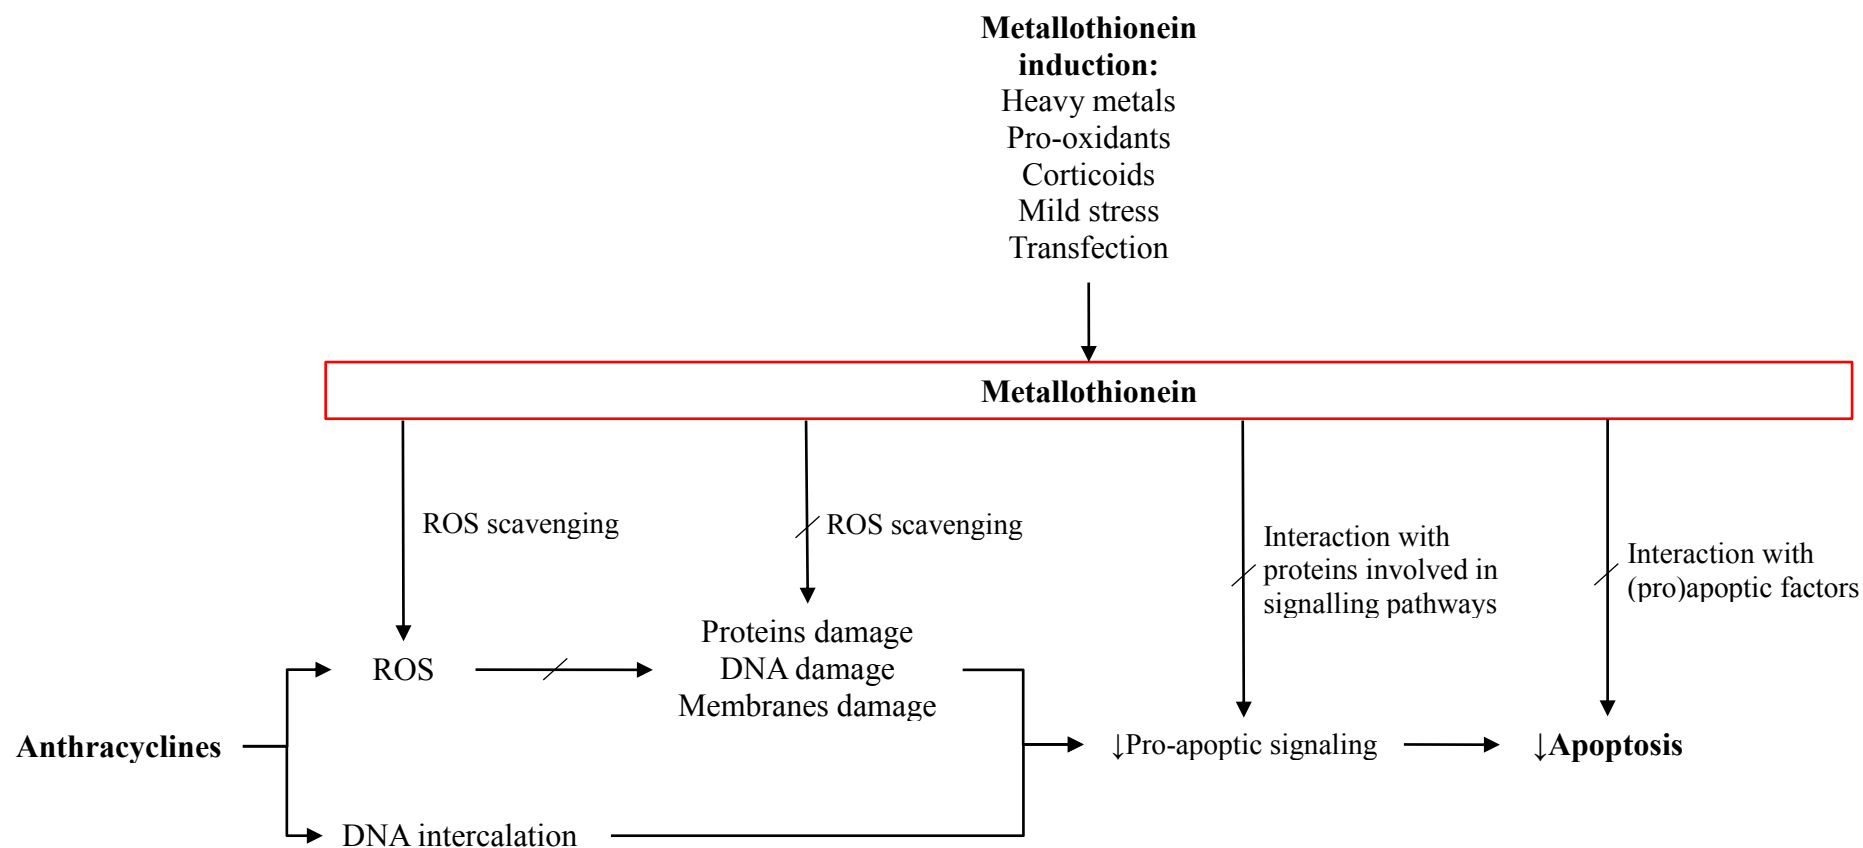 Metallothionein
induction:
Heavy metals
Pro-oxidants
Corticoids
Mild stress
Transfection
Metallothionein
ROS scavenging
ROS scavenging
Interaction with
proteins involved in
signalling pathways
Interaction with
(pro)apoptic factors
Proteins damage
DNA damage
Membranes damage
ROS
Anthracyclines
↓Pro-apoptic signaling
↓Apoptosis
DNA intercalation